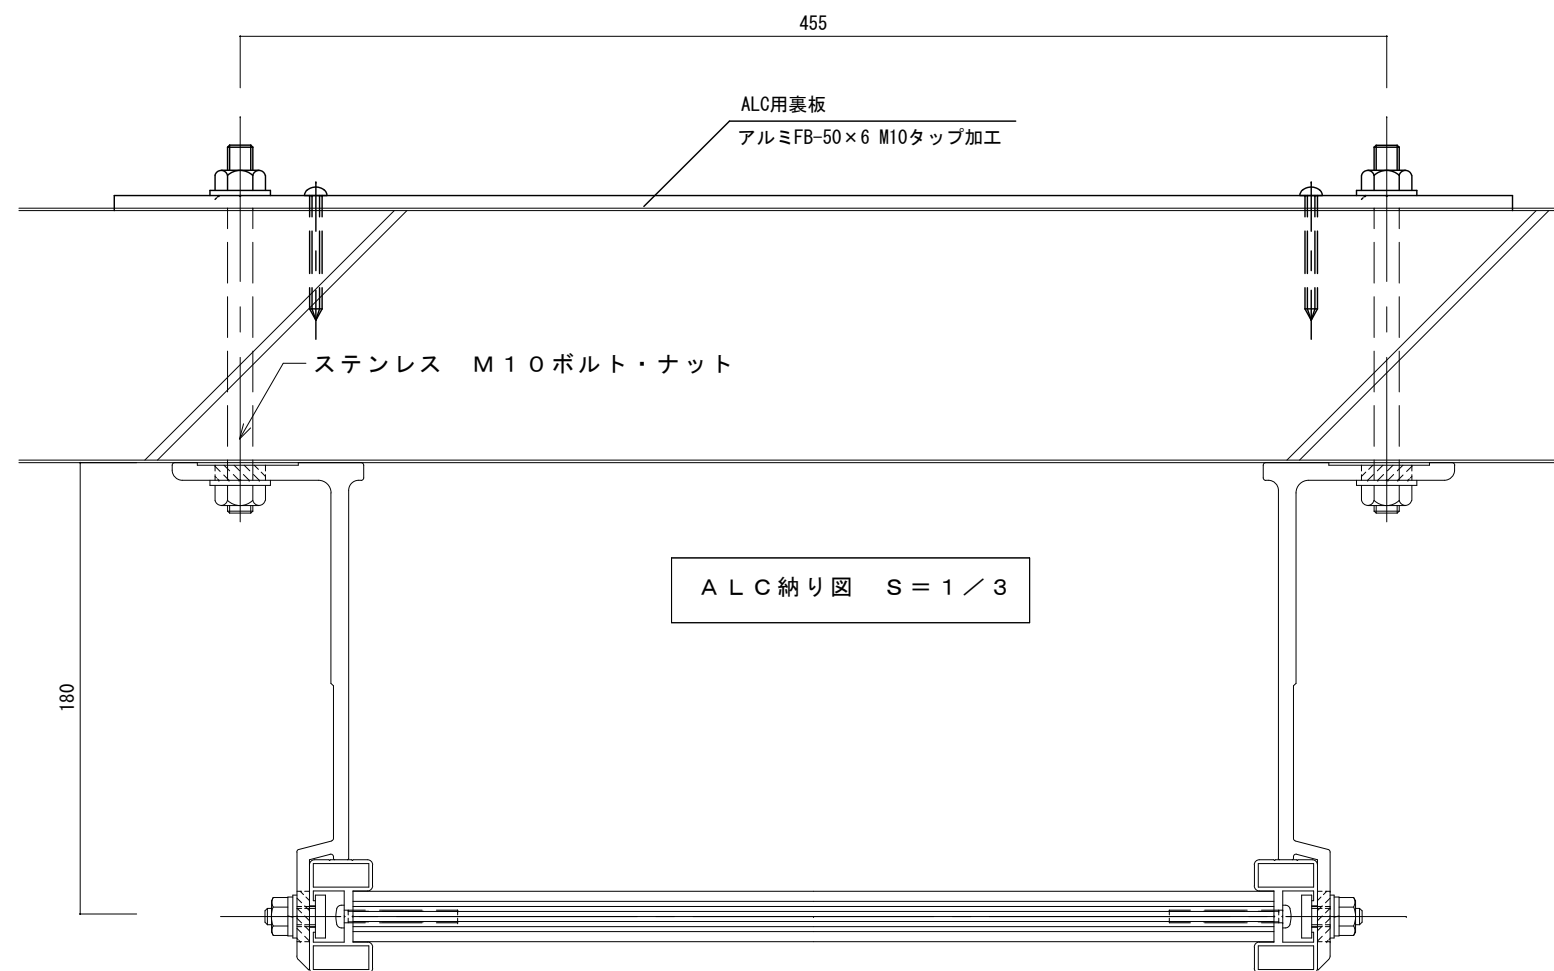 455
ALC用裏板
アルミFB-50×6 M10タップ加工
ステンレス　Ｍ１０ボルト・ナット
ＡＬＣ納り図　Ｓ＝１／３
180